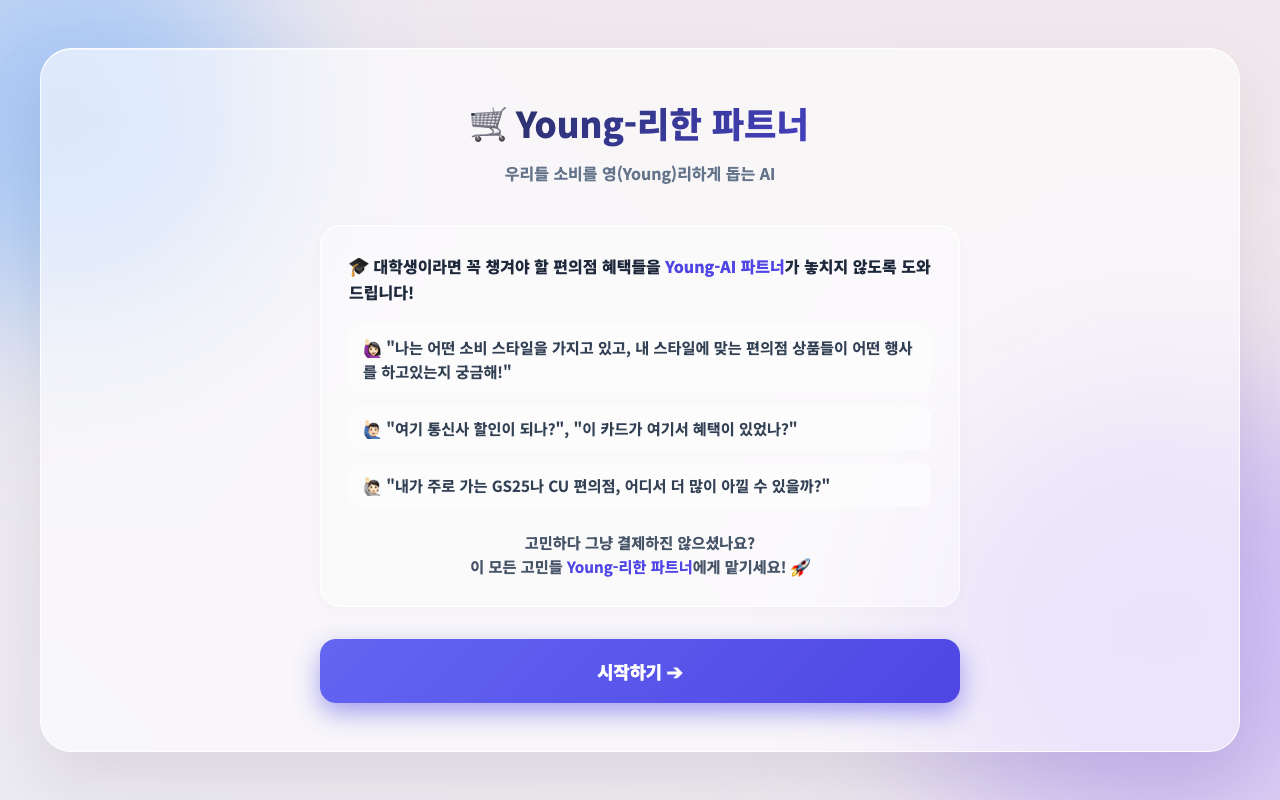 🛒 Young-리한 파트너
우리들 소비를 영(Young)리하게 돕는 AI
🎓 대학생이라면 꼭 챙겨야 할 편의점 혜택들을 Young-AI 파트너가 놓치지 않도록 도와
드립니다!
🙋🏻‍♀️ "나는 어떤 소비 스타일을 가지고 있고, 내 스타일에 맞는 편의점 상품들이 어떤 행사
를 하고있는지 궁금해!"
🙋🏻‍♂️ "여기 통신사 할인이 되나?", "이 카드가 여기서 혜택이 있었나?"
🙋🏻 "내가 주로 가는 GS25나 CU 편의점, 어디서 더 많이 아낄 수 있을까?"
고민하다 그냥 결제하진 않으셨나요?
이 모든 고민들 Young-리한 파트너에게 맡기세요! 🚀
시작하기 ➔